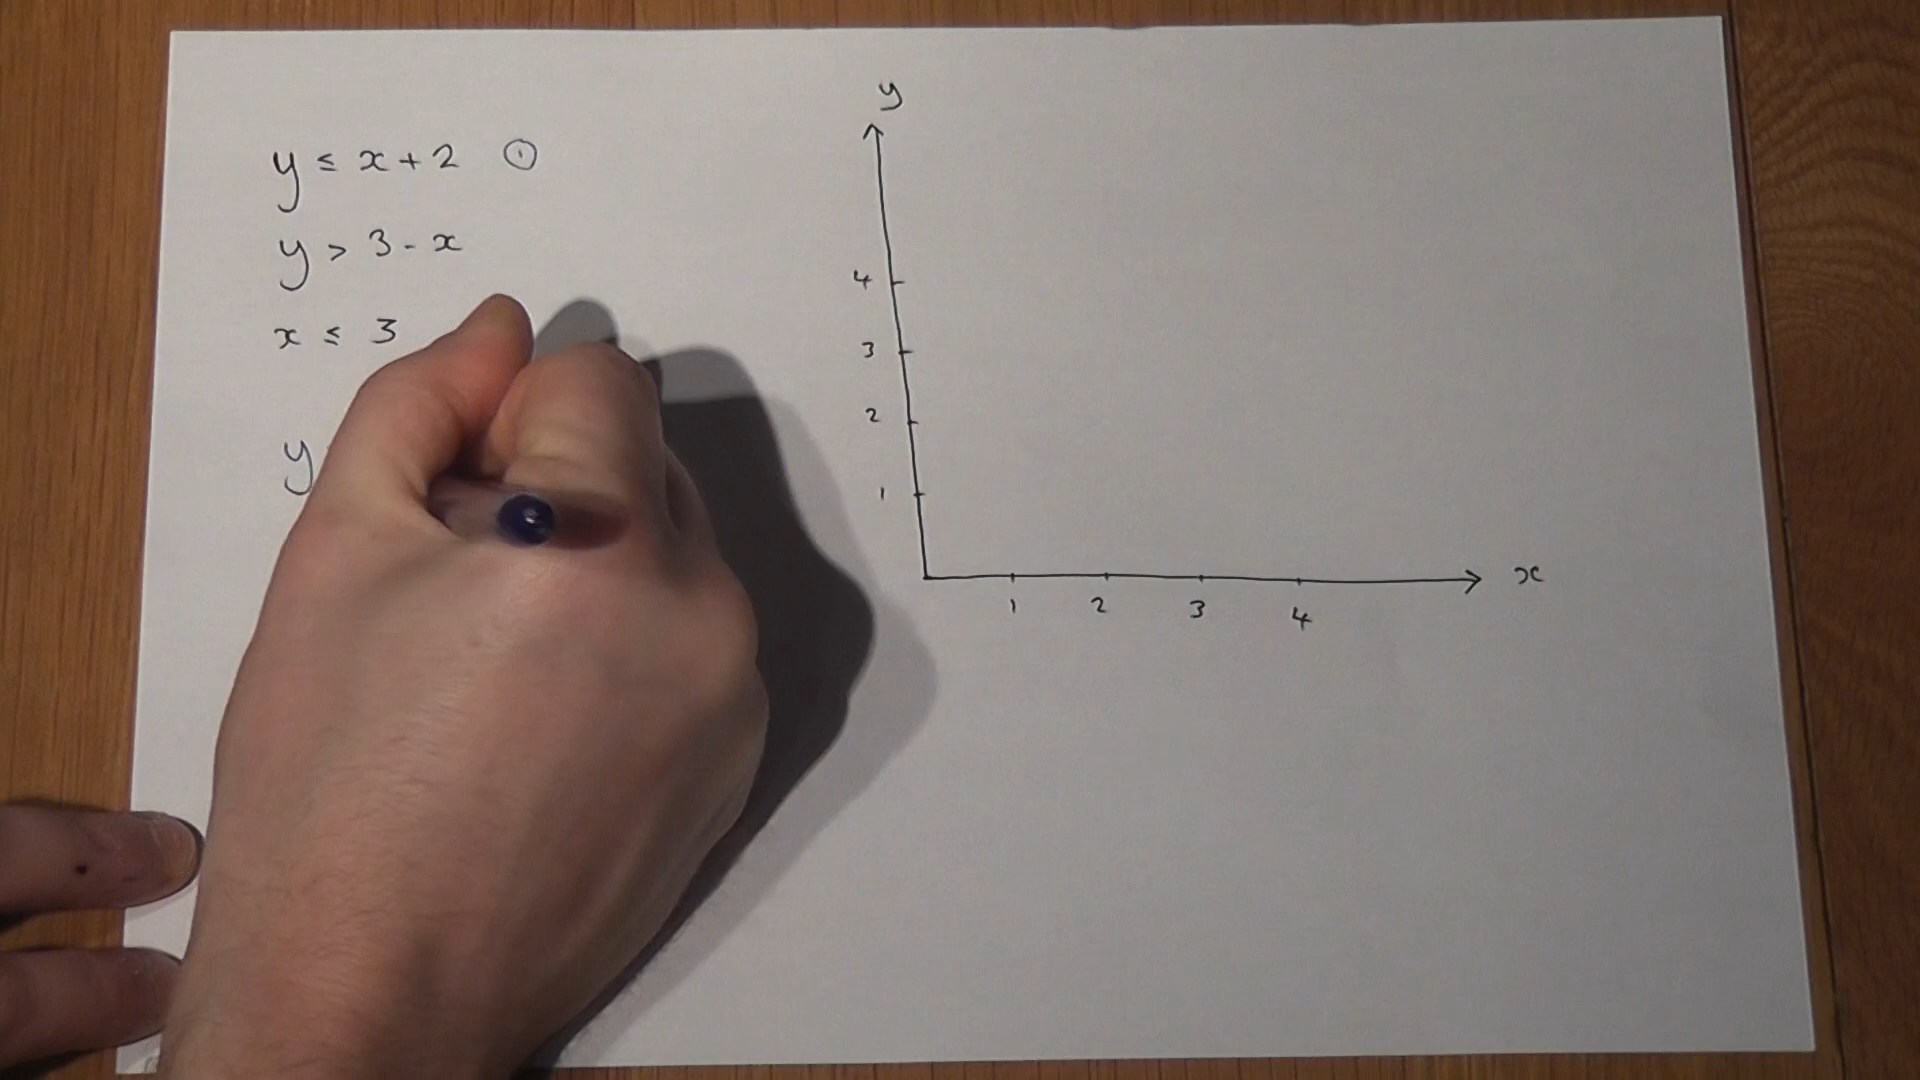 y ≤ x + 2 ①
y > 3 - x
x ≤ 3
y
y
4
3
2
1
1 2 3 4
x